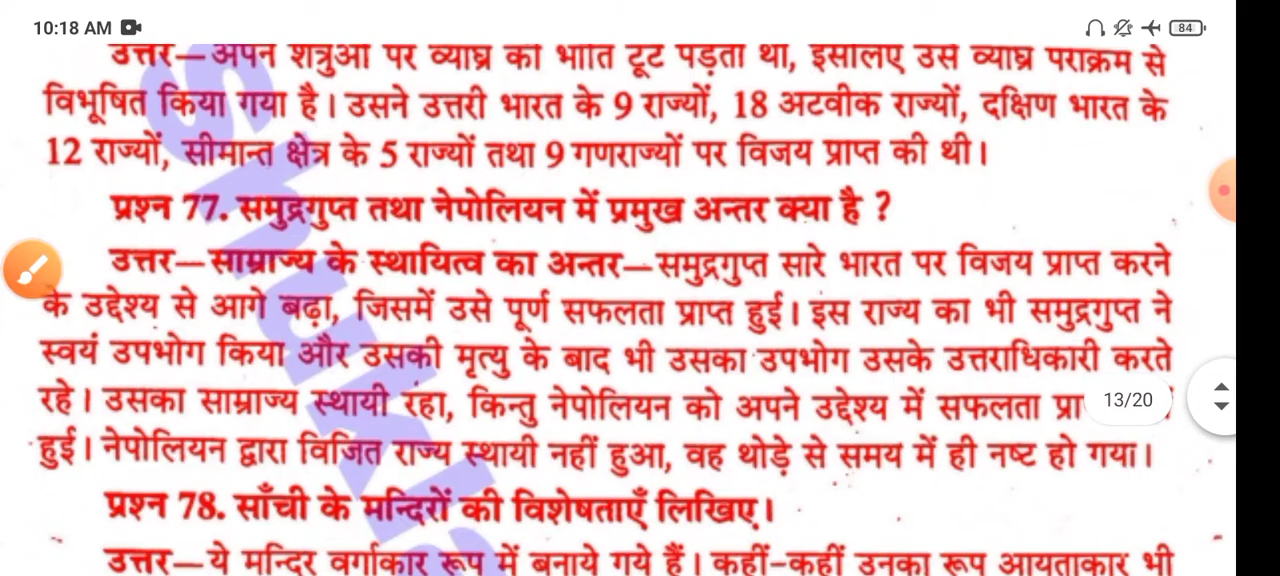 10:18 AM
84
उत्तर—अपने शत्रुओं पर व्याघ्र की भाँति टूट पड़ता था, इसलिए उसे व्याघ्र पराक्रम से
विभूषित किया गया है। उसने उत्तरी भारत के 9 राज्यों, 18 अटवीक राज्यों, दक्षिण भारत के
12 राज्यों, सीमान्त क्षेत्र के 5 राज्यों तथा 9 गणराज्यों पर विजय प्राप्त की थी।
प्रश्न 77. समुद्रगुप्त तथा नेपोलियन में प्रमुख अन्तर क्या है ?
उत्तर—साम्राज्य के स्थायित्व का अन्तर—समुद्रगुप्त सारे भारत पर विजय प्राप्त करने
के उद्देश्य से आगे बढ़ा, जिसमें उसे पूर्ण सफलता प्राप्त हुई। इस राज्य का भी समुद्रगुप्त ने
स्वयं उपभोग किया और उसकी मृत्यु के बाद भी उसका उपभोग उसके उत्तराधिकारी करते
रहे। उसका साम्राज्य स्थायी रहा, किन्तु नेपोलियन को अपने उद्देश्य में सफलता
13/20
हुई। नेपोलियन द्वारा विजित राज्य स्थायी नहीं हुआ, वह थोड़े से समय में ही नष्ट हो गया।
प्रश्न 78. साँची के मन्दिरों की विशेषताएँ लिखिए।
उत्तर—ये मन्दिर वर्गाकार रूप में बनाये गये हैं। कहीं-कहीं उनका रूप आयताकार भी
Shukla